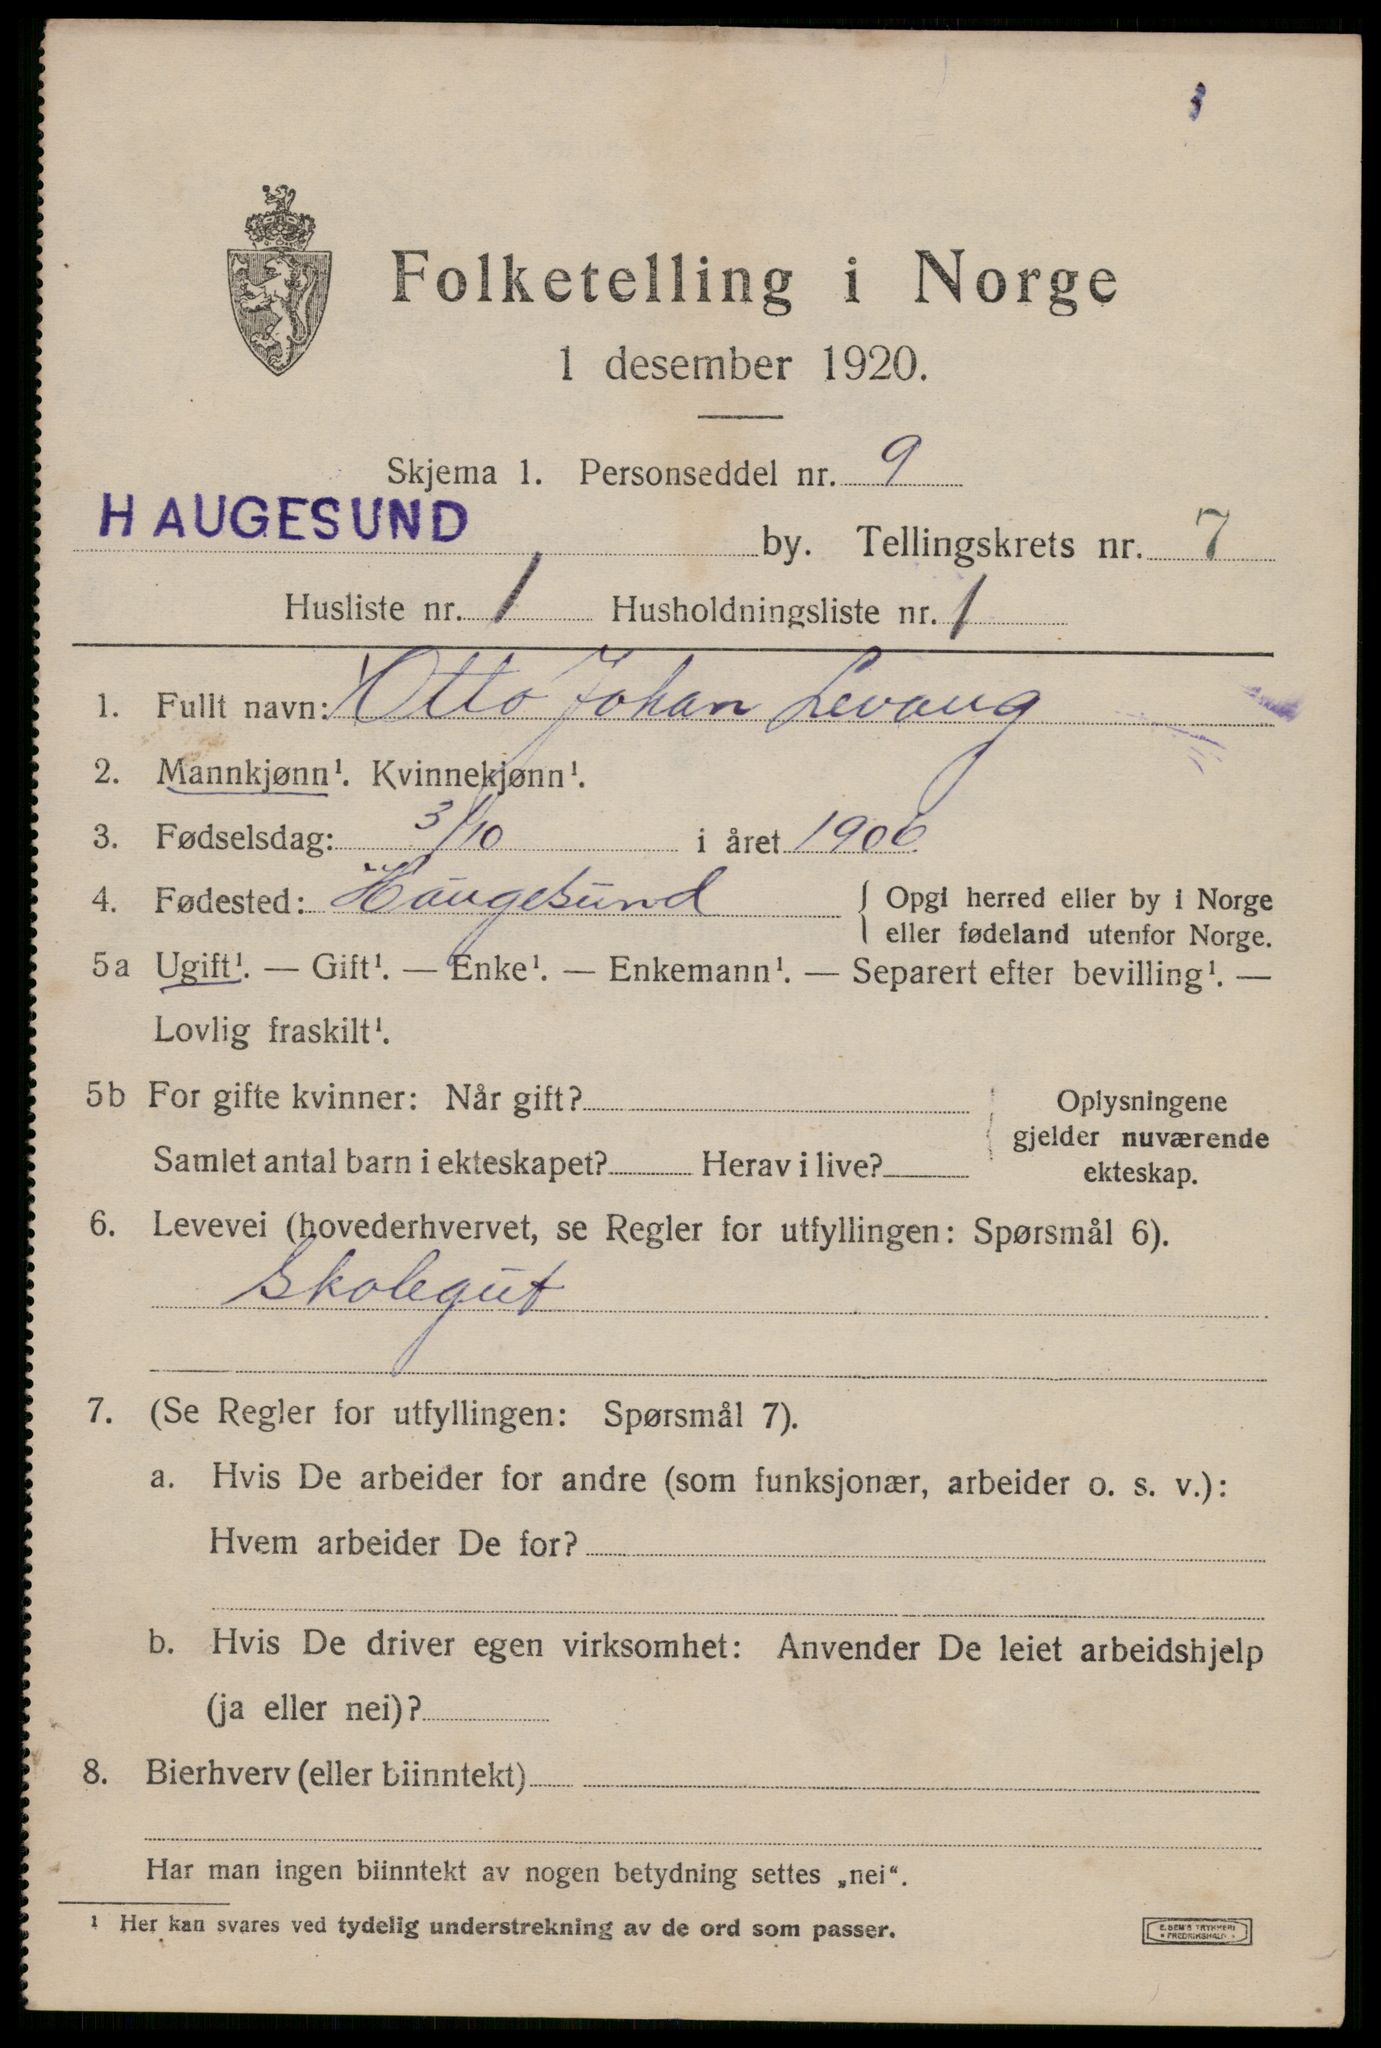 Folketelling i Norge
1 desember 1920.
Skjema 1. Personseddel nr. 9
HAUGESUND by. Tellingskrets nr. 7
Husliste nr. 1 Husholdningsliste nr. 1
1. Fullt navn: Otto Johan Levang
2. Mannkjønn¹. Kvinnekjønn¹.
3. Fødselsdag: 3/10 i året 1906.
4. Fødested: Haugesund { Opgi herred eller by i Norge
eller fødeland utenfor Norge.
5a Ugift¹. — Gift¹. — Enke¹. — Enkemann¹. — Separert efter bevilling¹. —
Lovlig fraskilt¹.
5b For gifte kvinner: Når gift? Oplysningene
gjelder nuværende
Samlet antal barn i ekteskapet? Herav i live?
ekteskap.
6. Levevei (hovederhvervet, se Regler for utfyllingen: Spørsmål 6).
Skolegut
7. (Se Regler for utfyllingen: Spørsmål 7).
a. Hvis De arbeider for andre (som funksjonær, arbeider o. s. v.):
Hvem arbeider De for?
b. Hvis De driver egen virksomhet: Anvender De leiet arbeidshjelp
(ja eller nei)?
8. Bierhverv (eller biinntekt)
Har man ingen biinntekt av nogen betydning settes „nei“.
¹ Her kan svares ved tydelig understrekning av de ord som passer.
E. SEM'S TRYKKERI
FREDRIKSHALD